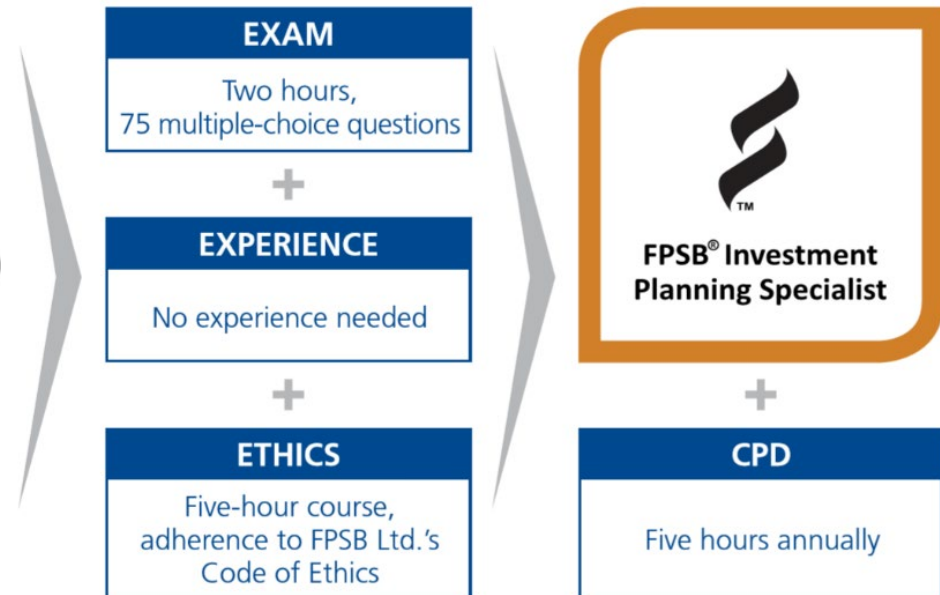 EXAM
Two hours,
75 multiple-choice questions
+
EXPERIENCE
No experience needed
+
ETHICS
Five-hour course,
adherence to FPSB Ltd.'s
Code of Ethics
TM
FPSB® Investment
Planning Specialist
+
CPD
Five hours annually